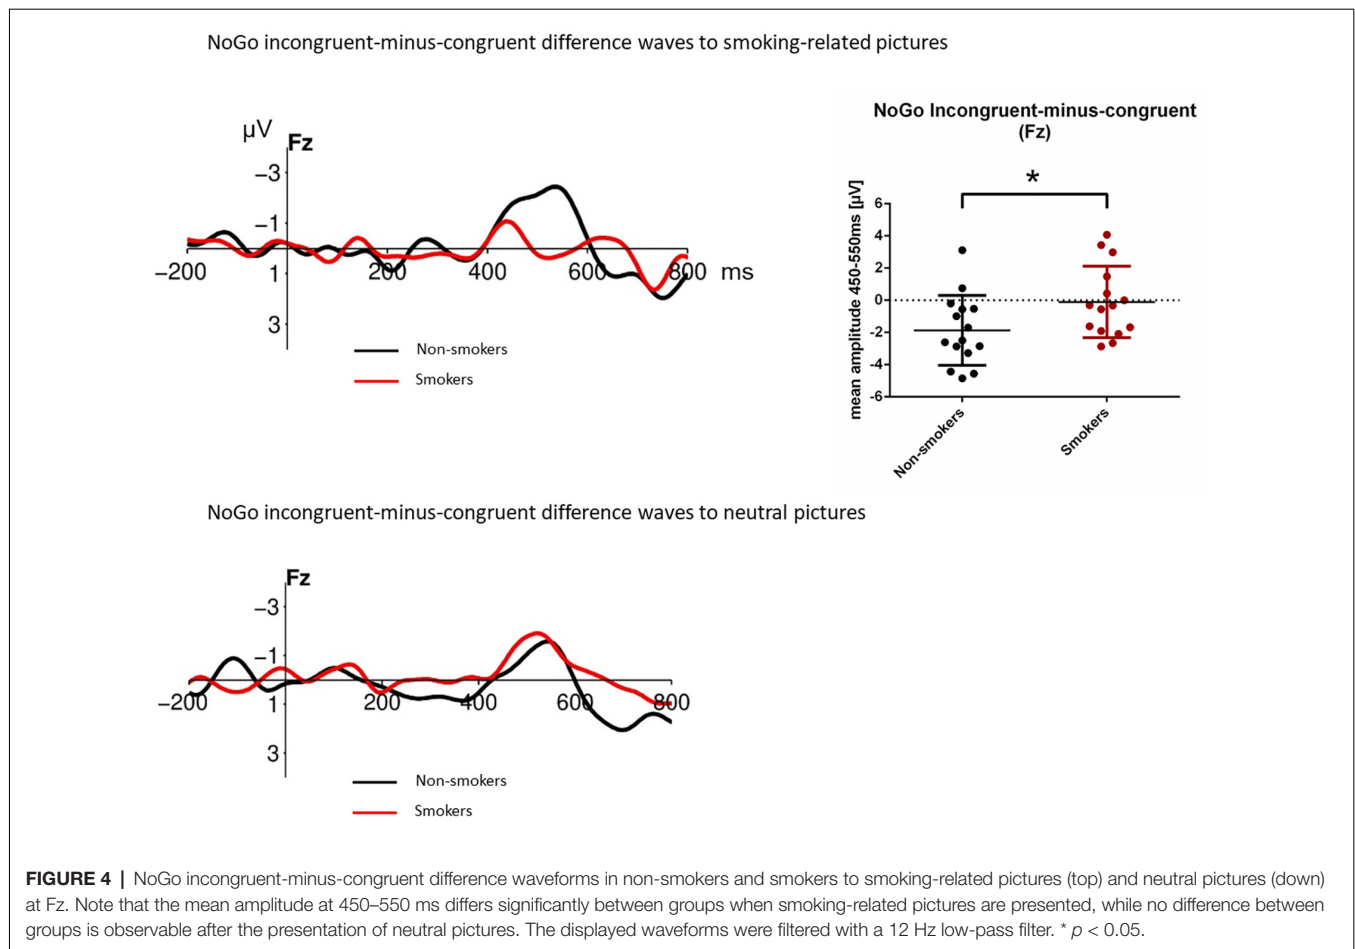 NoGo incongruent-minus-congruent difference waves to smoking-related pictures
µV
Fz
−3
−1
−200
200
400
600
800
ms
1
3
Non-smokers
Smokers
NoGo Incongruent-minus-congruent
(Fz)
*
mean amplitude 450-550ms [µV]
6
4
2
0
-2
-4
-6
Non-smokers
Smokers
NoGo incongruent-minus-congruent difference waves to neutral pictures
Fz
−3
−1
−200
200
400
600
800
1
3
Non-smokers
Smokers
FIGURE 4 | NoGo incongruent-minus-congruent difference waveforms in non-smokers and smokers to smoking-related pictures (top) and neutral pictures (down)
at Fz. Note that the mean amplitude at 450–550 ms differs significantly between groups when smoking-related pictures are presented, while no difference between
groups is observable after the presentation of neutral pictures. The displayed waveforms were filtered with a 12 Hz low-pass filter. * p < 0.05.